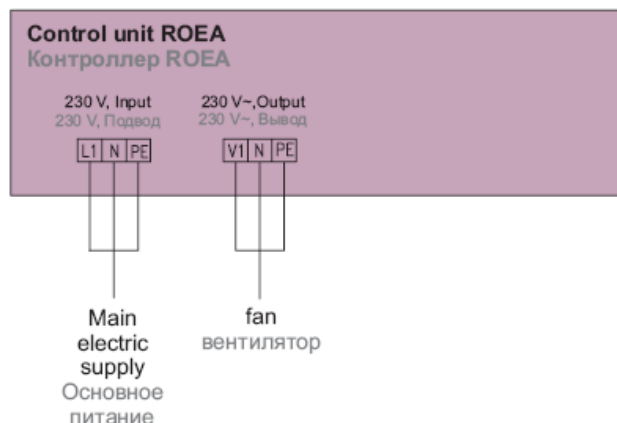 Control unit ROEA
Контроллер ROEA
230 V, Input
230 V, Подвод
L1 N PE
230 V~,Output
230 V~, Вывод
V1 N PE
Main
electric
supply
Основное
питание
fan
вентилятор